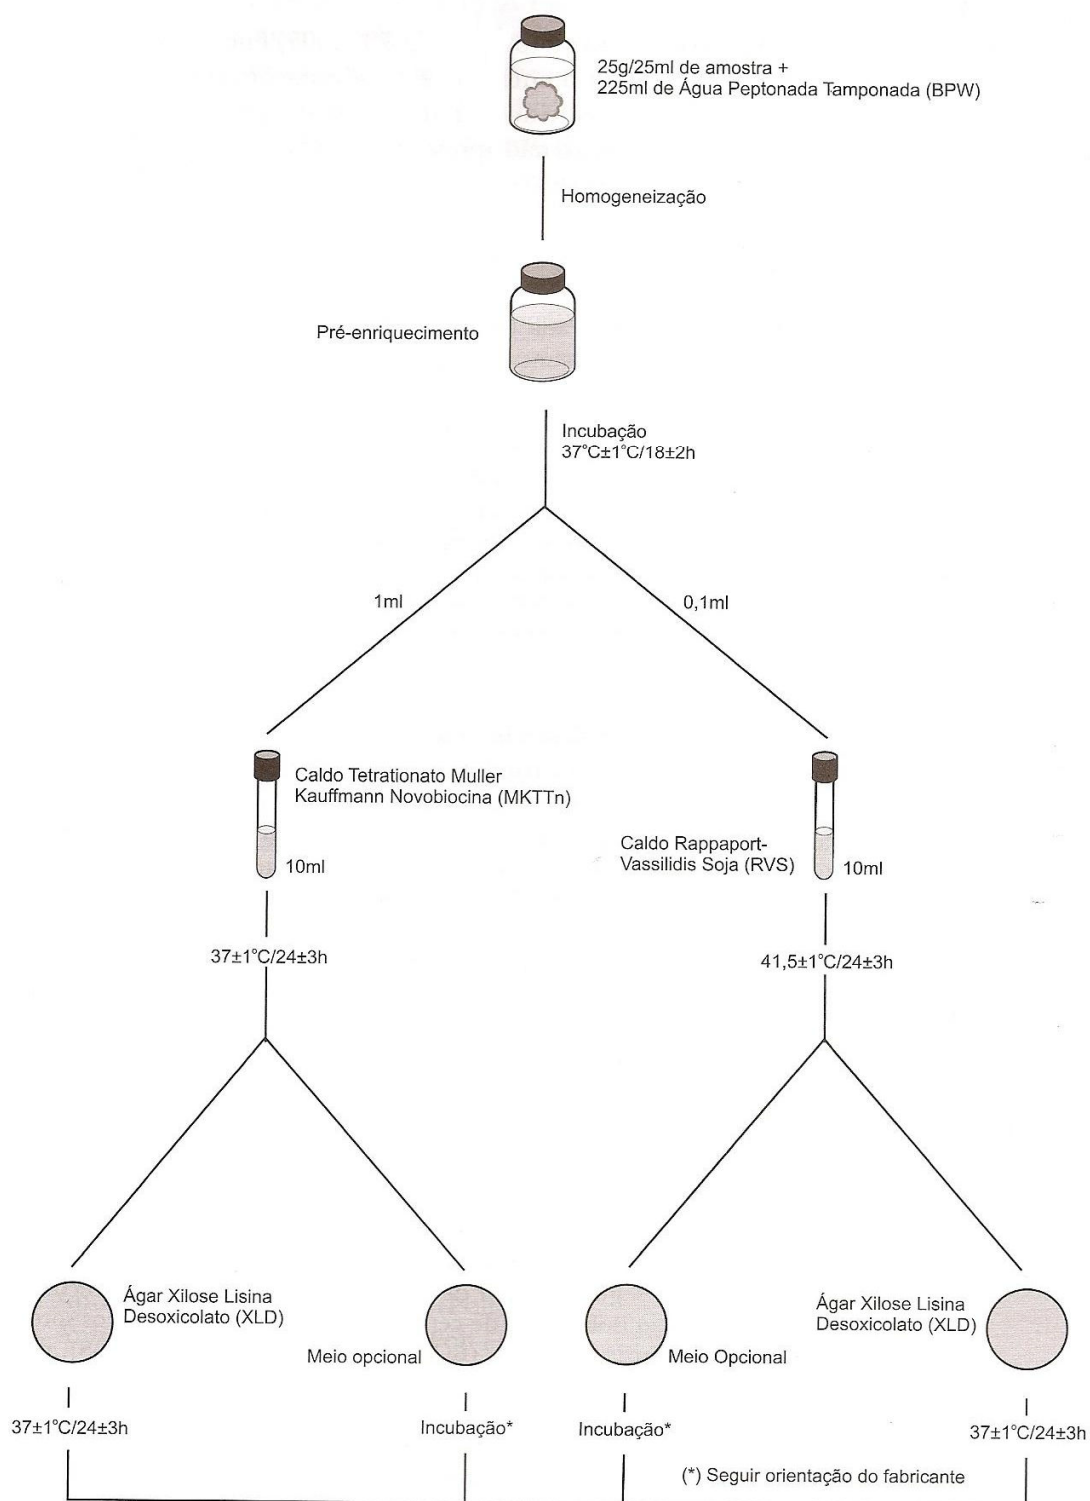 25g/25ml de amostra +
225ml de Água Peptonada Tamponada (BPW)
Homogeneização
Pré-enriquecimento
Incubação
37°C±1°C/18±2h
1ml
0,1ml
Caldo Tetrationato Muller
Kauffmann Novobiocina (MKTTn)
10ml
Caldo Rappaport-
Vassilidis Soja (RVS)
10ml
37±1°C/24±3h
41,5±1°C/24±3h
Ágar Xilose Lisina
Desoxicolato (XLD)
Meio opcional
Meio Opcional
Ágar Xilose Lisina
Desoxicolato (XLD)
37±1°C/24±3h
Incubação*
Incubação*
37±1°C/24±3h
(*) Seguir orientação do fabricante